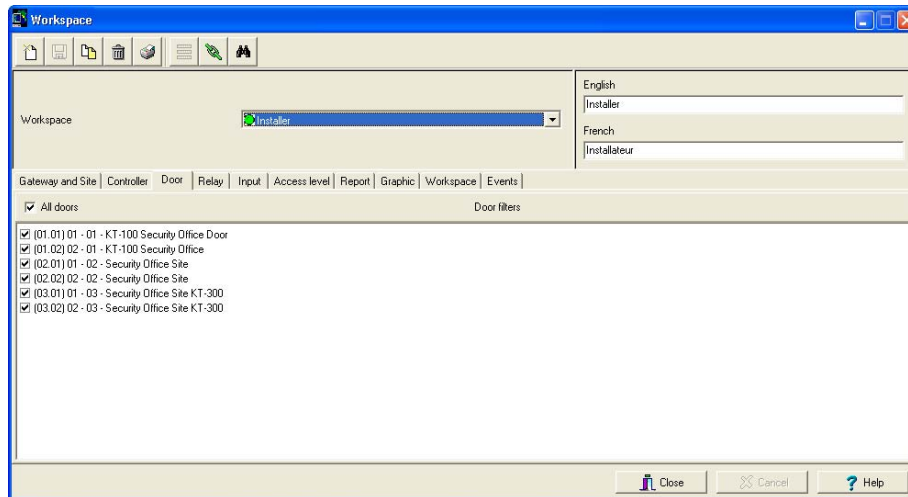 Workspace
English
Installer
Workspace
Installer
French
Installateur
Gateway and Site
Controller
Door
Relay
Input
Access level
Report
Graphic
Workspace
Events
All doors
Door filters
(01.01) 01 - 01 - KT-100 Security Office Door
(01.02) 02 - 01 - KT-100 Security Office
(02.01) 01 - 02 - Security Office Site
(02.02) 02 - 02 - Security Office Site
(03.01) 01 - 03 - Security Office Site KT-300
(03.02) 02 - 03 - Security Office Site KT-300
Close
Cancel
Help